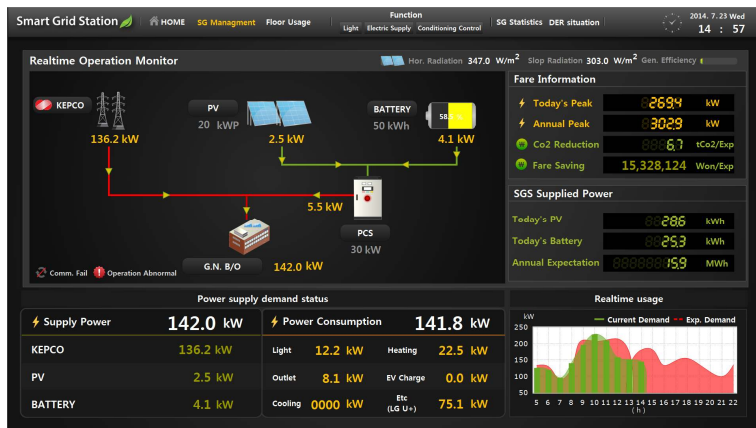 Smart Grid Station HOME SG Managment Floor Usage Function SG Statistics DER situation 2014. 7.23 Wed
Light Electric Supply Conditioning Control 14 : 57
Realtime Operation Monitor Hor. Radiation 347.0 W/m² Slop Radiation 303.0 W/m² Gen. Efficiency
KEPCO
136.2 kW
PV
20 kWP
2.5 kW
BATTERY
50 kWh
4.1 kW
5.5 kW
PCS
30 kW
G.N. B/O 142.0 kW
Comm. Fail Operation Abnormal
Fare Information
Today's Peak 269.4 kW
Annual Peak 302.9 kW
Co2 Reduction 6.7 tCo2/Exp
Fare Saving 15,328,124 Won/Exp
SGS Supplied Power
Today's PV 28.6 kWh
Today's Battery 25.3 kWh
Annual Expectation 15.9 MWh
Power supply demand status
Supply Power 142.0 kW
KEPCO 136.2 kW
PV 2.5 kW
BATTERY 4.1 kW
Power Consumption 141.8 kW
Light 12.2 kW Heating 22.5 kW
Outlet 8.1 kW EV Charge 0.0 kW
Cooling 0000 kW Etc (LG U+) 75.1 kW
Realtime usage
kW Current Demand Exp. Demand
250
200
150
100
50
5 6 7 8 9 10 11 12 13 14 15 16 17 18 19 20 21 22
( h )